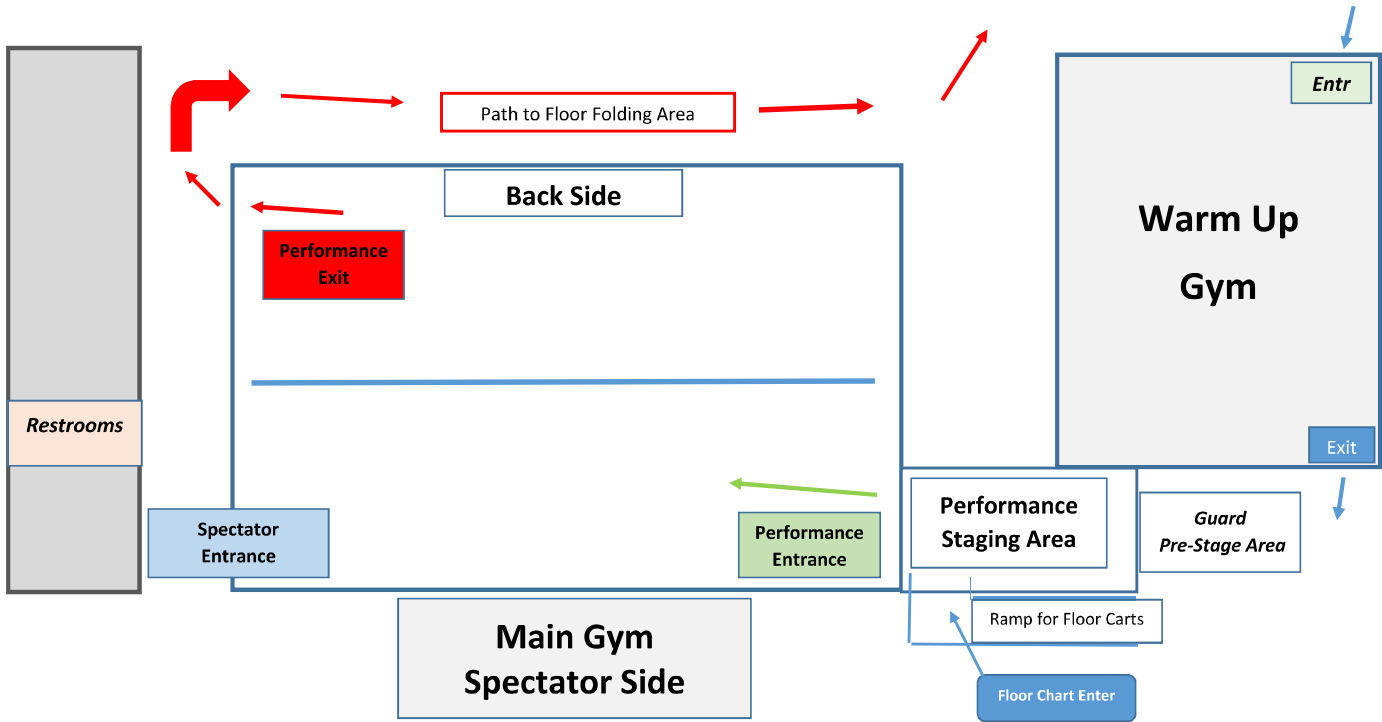 Entr
Path to Floor Folding Area
Back Side
Warm Up
Gym
Performance
Exit
Restrooms
Exit
Performance
Staging Area
Guard
Pre-Stage Area
Spectator
Entrance
Performance
Entrance
Ramp for Floor Carts
Main Gym
Spectator Side
Floor Chart Enter